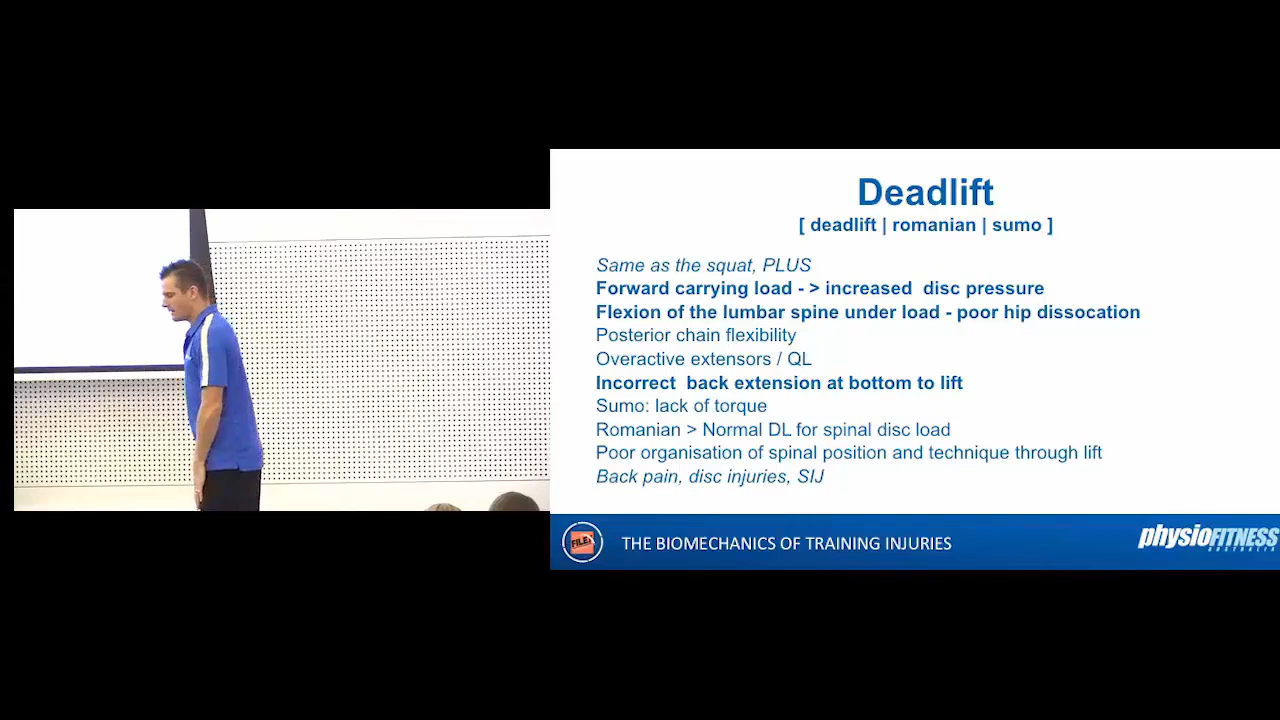 Deadlift
[ deadlift | romanian | sumo ]
Same as the squat, PLUS
Forward carrying load - > increased  disc pressure
Flexion of the lumbar spine under load - poor hip dissocation
Posterior chain flexibility
Overactive extensors / QL
Incorrect  back extension at bottom to lift
Sumo: lack of torque
Romanian > Normal DL for spinal disc load
Poor organisation of spinal position and technique through lift
Back pain, disc injuries, SIJ
FILEX
THE BIOMECHANICS OF TRAINING INJURIES
physioFITNESS
AUSTRALIA